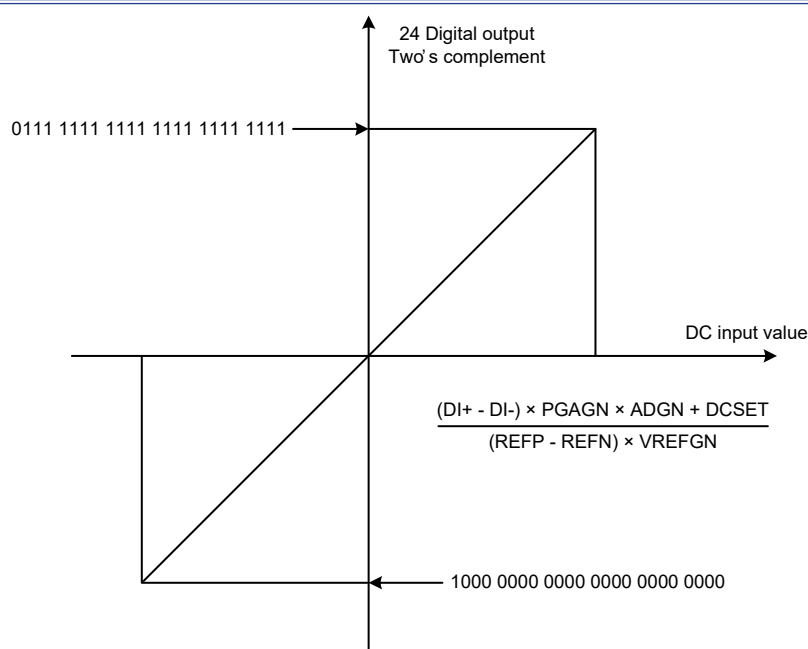 24 Digital output
Two's complement
0111 1111 1111 1111 1111 1111
DC input value
(DI+ - DI-) × PGAGN × ADGN + DCSET
(REFP - REFN) × VREFGN
1000 0000 0000 0000 0000 0000